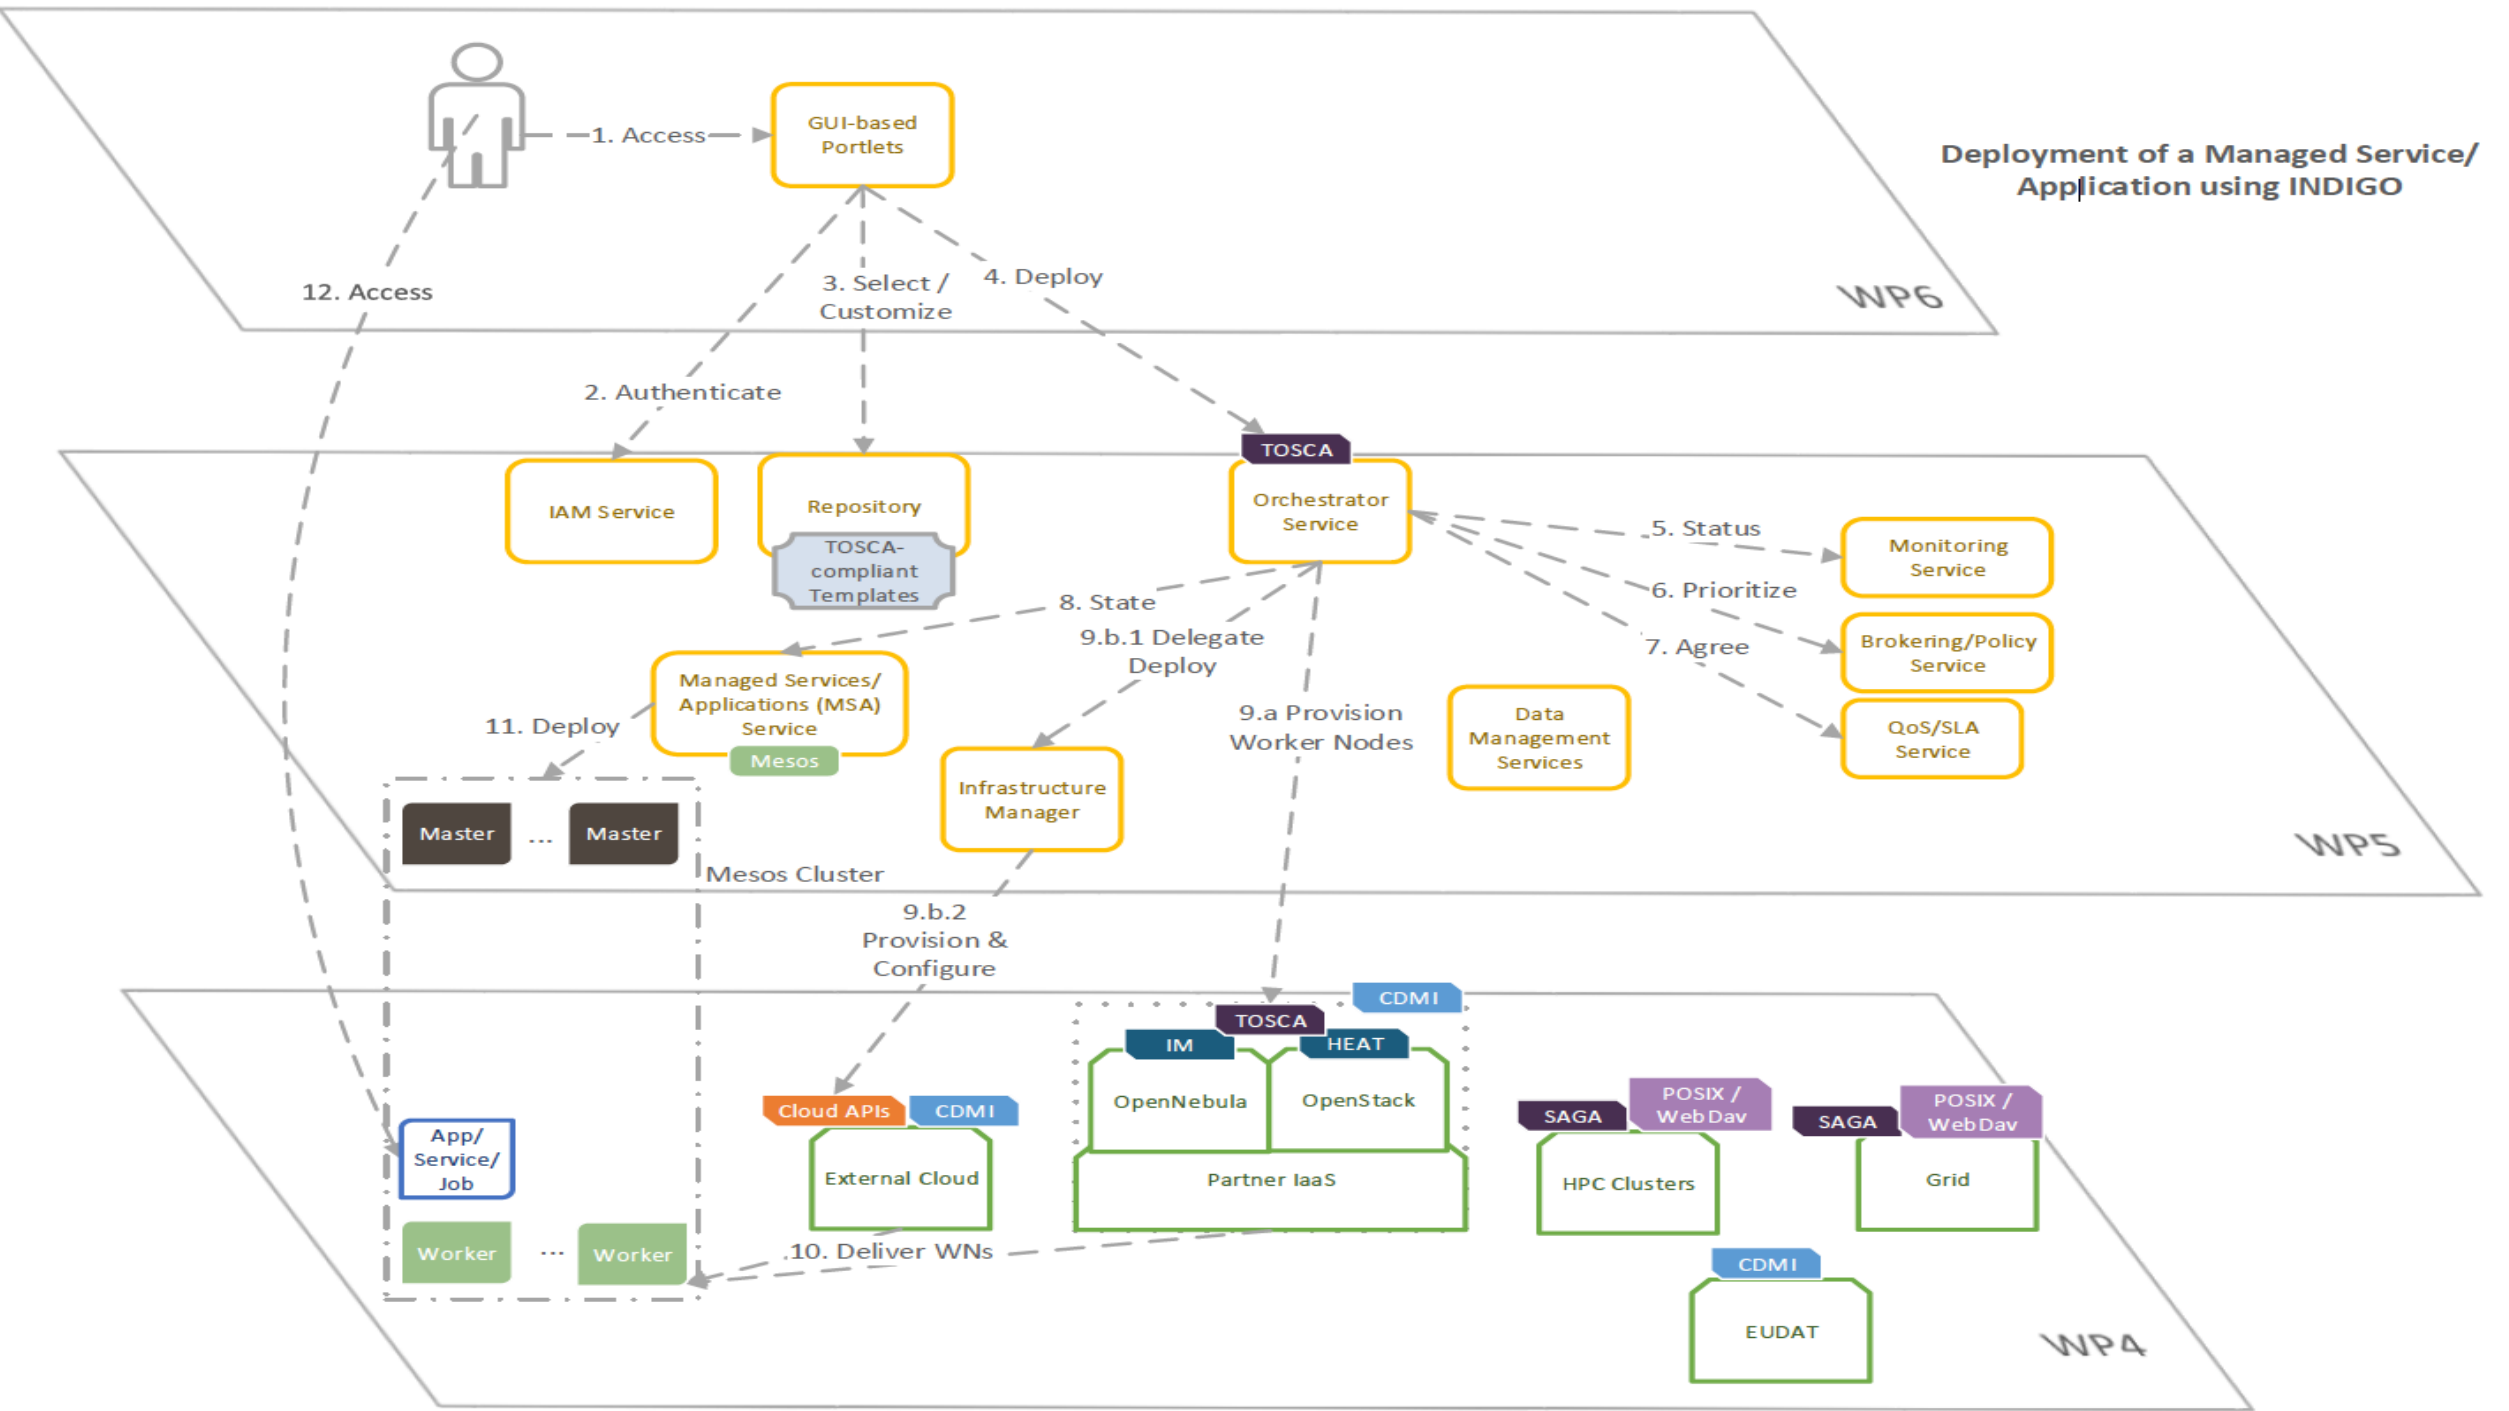 1. Access
GUI-based
Portlets
Deployment of a Managed Service/
Application using INDIGO
12. Access
3. Select /
Customize
4. Deploy
WP6
2. Authenticate
TOSCA
IAM Service
Repository
TOSCA-
compliant
Templates
Orchestrator
Service
5. Status
Monitoring
Service
6. Prioritize
Brokering/Policy
Service
7. Agree
QoS/SLA
Service
8. State
9.b.1 Delegate
Deploy
Managed Services/
Applications (MSA)
Service
Mesos
11. Deploy
9.a Provision
Worker Nodes
Data
Management
Services
Infrastructure
Manager
Master
...
Master
Mesos Cluster
WP5
9.b.2
Provision &
Configure
CDMI
TOSCA
IM
HEAT
OpenNebula
OpenStack
Partner IaaS
Cloud APIs
CDMI
External Cloud
SAGA
POSIX /
WebDav
HPC Clusters
SAGA
POSIX /
WebDav
Grid
App/
Service/
Job
Worker
...
Worker
10. Deliver WNs
CDMI
EUDAT
WP4